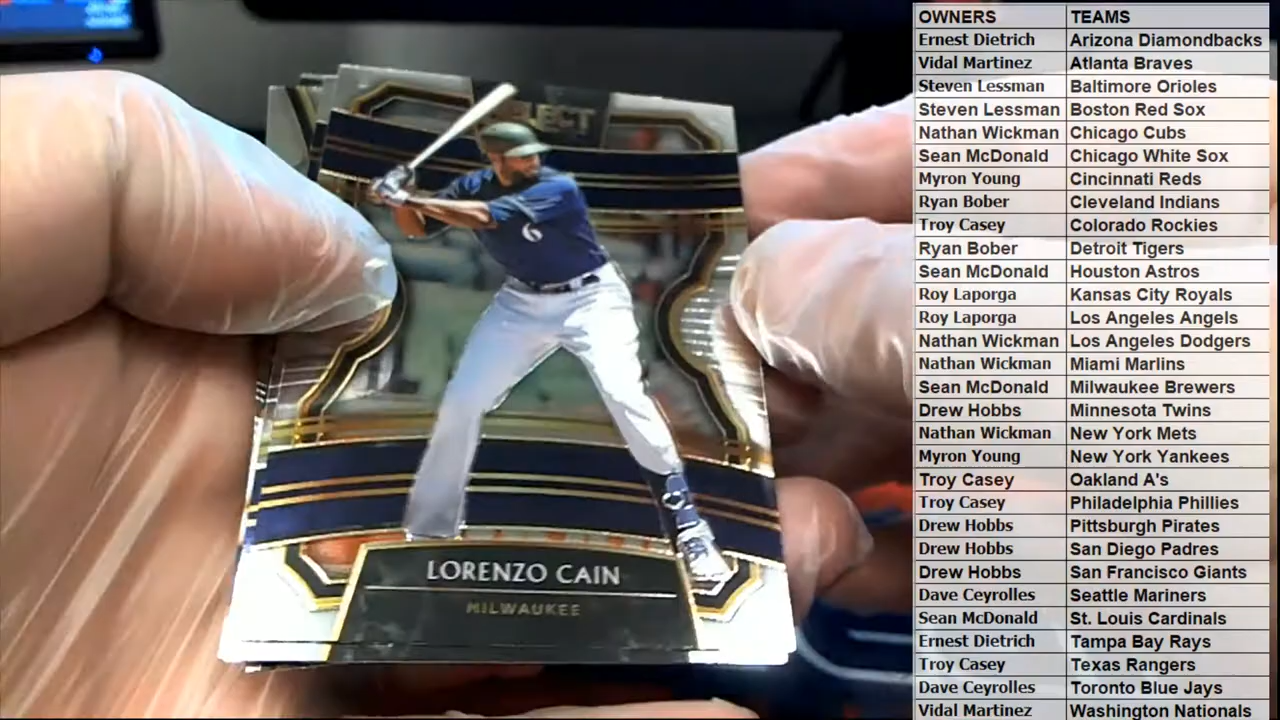 SELECT
6
LORENZO CAIN
MILWAUKEE
OWNERS TEAMS
Ernest Dietrich Arizona Diamondbacks
Vidal Martinez Atlanta Braves
Steven Lessman Baltimore Orioles
Steven Lessman Boston Red Sox
Nathan Wickman Chicago Cubs
Sean McDonald Chicago White Sox
Myron Young Cincinnati Reds
Ryan Bober Cleveland Indians
Troy Casey Colorado Rockies
Ryan Bober Detroit Tigers
Sean McDonald Houston Astros
Roy Laporga Kansas City Royals
Roy Laporga Los Angeles Angels
Nathan Wickman Los Angeles Dodgers
Nathan Wickman Miami Marlins
Sean McDonald Milwaukee Brewers
Drew Hobbs Minnesota Twins
Nathan Wickman New York Mets
Myron Young New York Yankees
Troy Casey Oakland A's
Troy Casey Philadelphia Phillies
Drew Hobbs Pittsburgh Pirates
Drew Hobbs San Diego Padres
Drew Hobbs San Francisco Giants
Dave Ceyrolles Seattle Mariners
Sean McDonald St. Louis Cardinals
Ernest Dietrich Tampa Bay Rays
Troy Casey Texas Rangers
Dave Ceyrolles Toronto Blue Jays
Vidal Martinez Washington Nationals